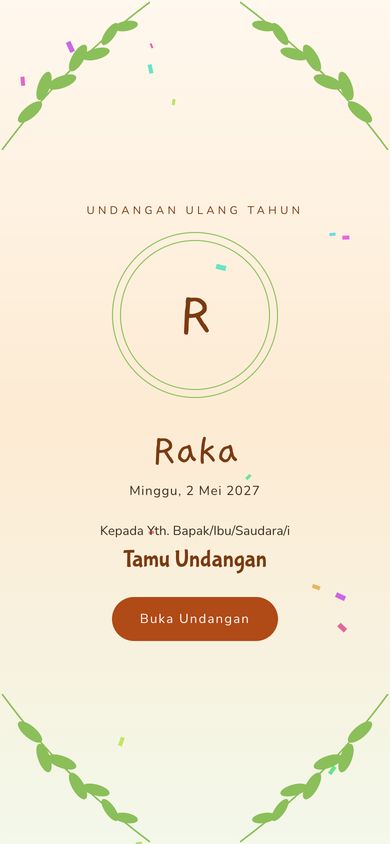 UNDANGAN ULANG TAHUN
R
Raka
Minggu, 2 Mei 2027
Kepada Yth. Bapak/Ibu/Saudara/i
Tamu Undangan
Buka Undangan